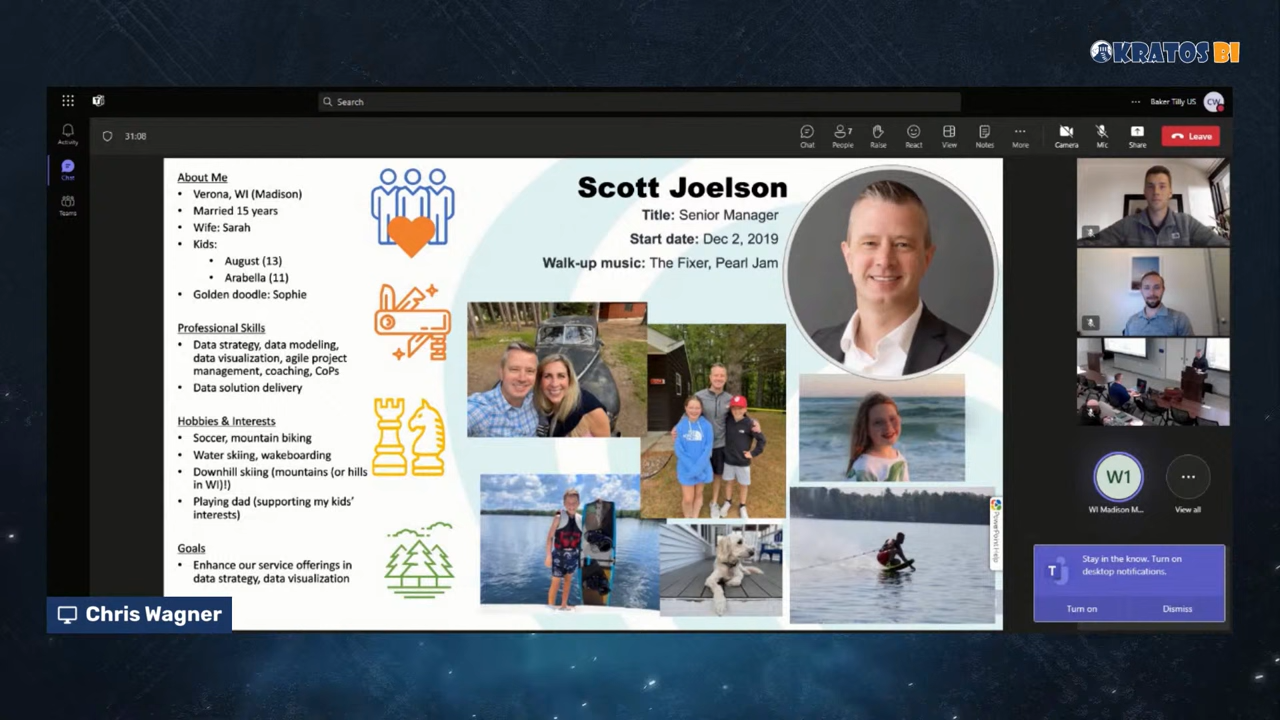 KRATOS BI
Search
Baker Tilly US
CW
Activity
Chat
Teams
31:08
Chat
People
7
Raise
React
View
Notes
More
Camera
Mic
Share
Leave
About Me
• Verona, WI (Madison)
• Married 15 years
• Wife: Sarah
• Kids:
• August (13)
• Arabella (11)
• Golden doodle: Sophie
Professional Skills
• Data strategy, data modeling,
data visualization, agile project
management, coaching, CoPs
• Data solution delivery
Hobbies & Interests
• Soccer, mountain biking
• Water skiing, wakeboarding
• Downhill skiing (mountains (or hills
in WI)!)
• Playing dad (supporting my kids'
interests)
Goals
• Enhance our service offerings in
data strategy, data visualization
Scott Joelson
Title: Senior Manager
Start date: Dec 2, 2019
Walk-up music: The Fixer, Pearl Jam
W1
WI Madison M...
View all
Stay in the know. Turn on
desktop notifications.
Turn on
Dismiss
T
Chris Wagner